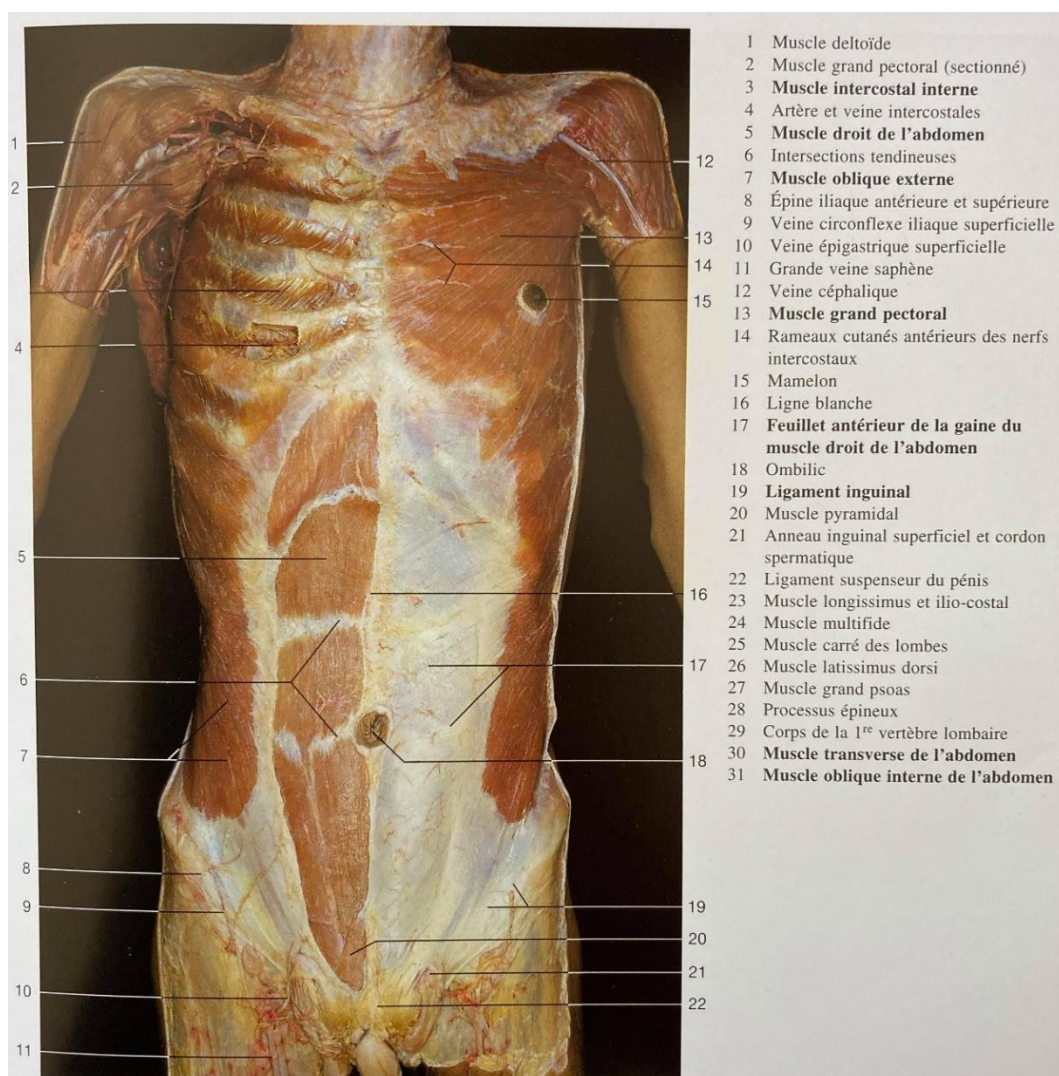 1 Muscle deltoïde
2 Muscle grand pectoral (sectionné)
3 Muscle intercostal interne
4 Artère et veine intercostales
5 Muscle droit de l'abdomen
6 Intersections tendineuses
7 Muscle oblique externe
8 Épine iliaque antérieure et supérieure
9 Veine circonflexe iliaque superficielle
10 Veine épigastrique superficielle
11 Grande veine saphène
12 Veine céphalique
13 Muscle grand pectoral
14 Rameaux cutanés antérieurs des nerfs
intercostaux
15 Mamelon
16 Ligne blanche
17 Feuillet antérieur de la gaine du
muscle droit de l'abdomen
18 Ombilic
19 Ligament inguinal
20 Muscle pyramidal
21 Anneau inguinal superficiel et cordon
spermatique
22 Ligament suspenseur du pénis
23 Muscle longissimus et ilio-costal
24 Muscle multifide
25 Muscle carré des lombes
26 Muscle latissimus dorsi
27 Muscle grand psoas
28 Processus épineux
29 Corps de la 1re vertèbre lombaire
30 Muscle transverse de l'abdomen
31 Muscle oblique interne de l'abdomen
1
2
4
5
6
7
8
9
10
11
12
13
14
15
16
17
18
19
20
21
22